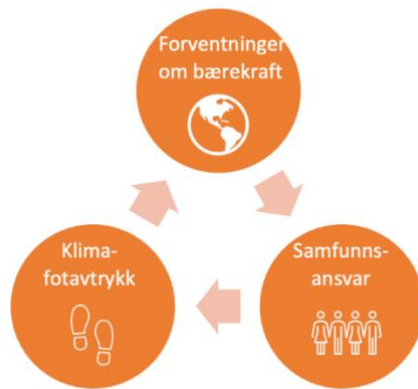 Forventninger
om bærekraft
Samfunns-
ansvar
Klima-
fotavtrykk